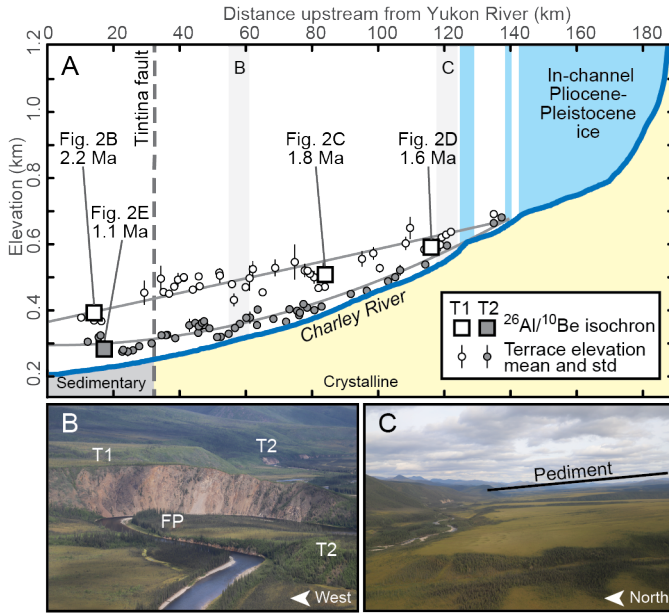 Distance upstream from Yukon River (km)
0 20 40 60 80 100 120 140 160 180
1.2
1.0
0.8
0.6
0.4
0.2
Elevation (km)
A
Tintina fault
B
C
In-channel
Pliocene-
Pleistocene
ice
Fig. 2B
2.2 Ma
Fig. 2C
1.8 Ma
Fig. 2D
1.6 Ma
Fig. 2E
1.1 Ma
Charley River
T1 T2
26Al/10Be isochron
Terrace elevation
mean and std
Sedimentary
Crystalline
B
T1
T2
FP
T2
West
C
Pediment
North